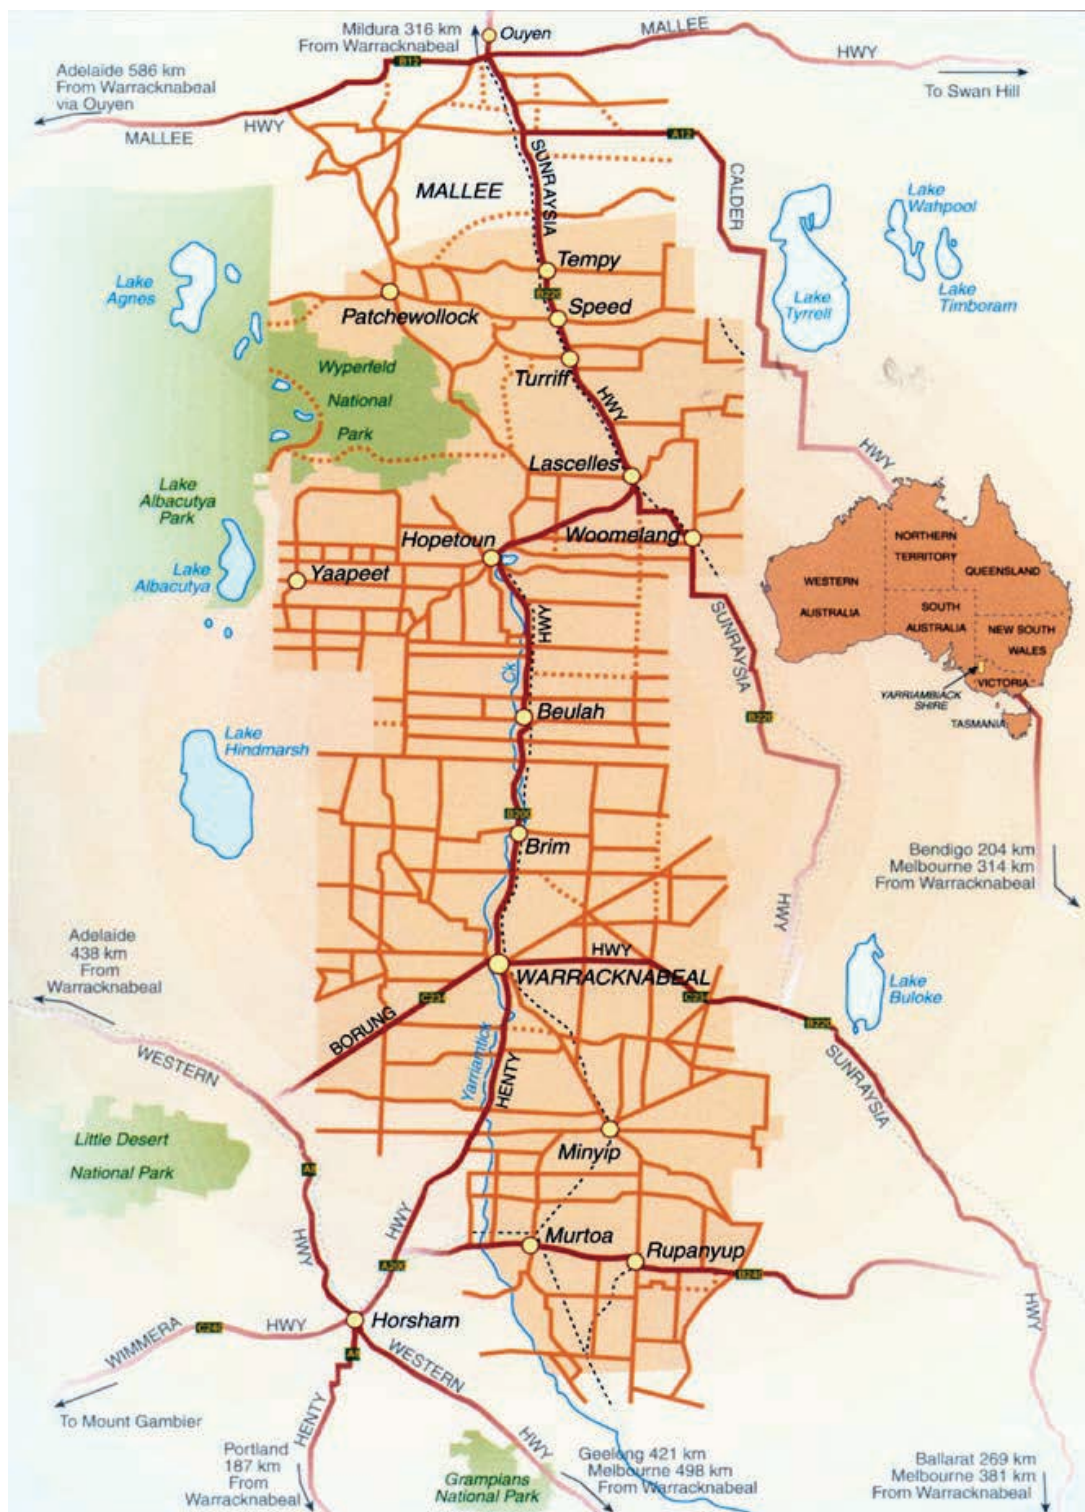 Mildura 316 km
From Warracknabeal
Ouyen
MALLEE
HWY
To Swan Hill
Adelaide 586 km
From Warracknabeal
via Ouyen
B12
HWY
MALLEE
A12
SUNRAYSIA
MALLEE
CALDER
Lake
Wahpool
Lake
Agnes
Tempy
B220
Speed
Lake
Tyrrell
Lake
Timboram
Patchewollock
Wyperfeld
National
Park
Turriff
HWY
HWY
Lascelles
Lake
Albacutya
Park
Hopetoun
Woomelang
Lake
Albacutya
Yaapeet
NORTHERN
TERRITORY
QUEENSLAND
WESTERN
AUSTRALIA
SOUTH
AUSTRALIA
NEW SOUTH
WALES
VICTORIA
YARRIAMBIACK
SHIRE
TASMANIA
HWY
SUNRAYSIA
Ck
Beulah
B220
Lake
Hindmarsh
B200
Brim
Bendigo 204 km
Melbourne 314 km
From Warracknabeal
HWY
Adelaide
438 km
From
Warracknabeal
HWY
WARRACKNABEAL
C234
C234
Lake
Buloke
B220
BORUNG
WESTERN
Yarriambick
HENTY
SUNRAYSIA
Little Desert
National Park
Minyip
A8
HWY
HWY
Murtoa
Rupanyup
A200
B240
Horsham
WIMMERA
C240
HWY
HWY
A8
WESTERN
To Mount Gambier
HENTY
HWY
Portland
187 km
From
Warracknabeal
Grampians
National Park
Geelong 421 km
Melbourne 498 km
From Warracknabeal
Ballarat 269 km
Melbourne 381 km
From Warracknabeal